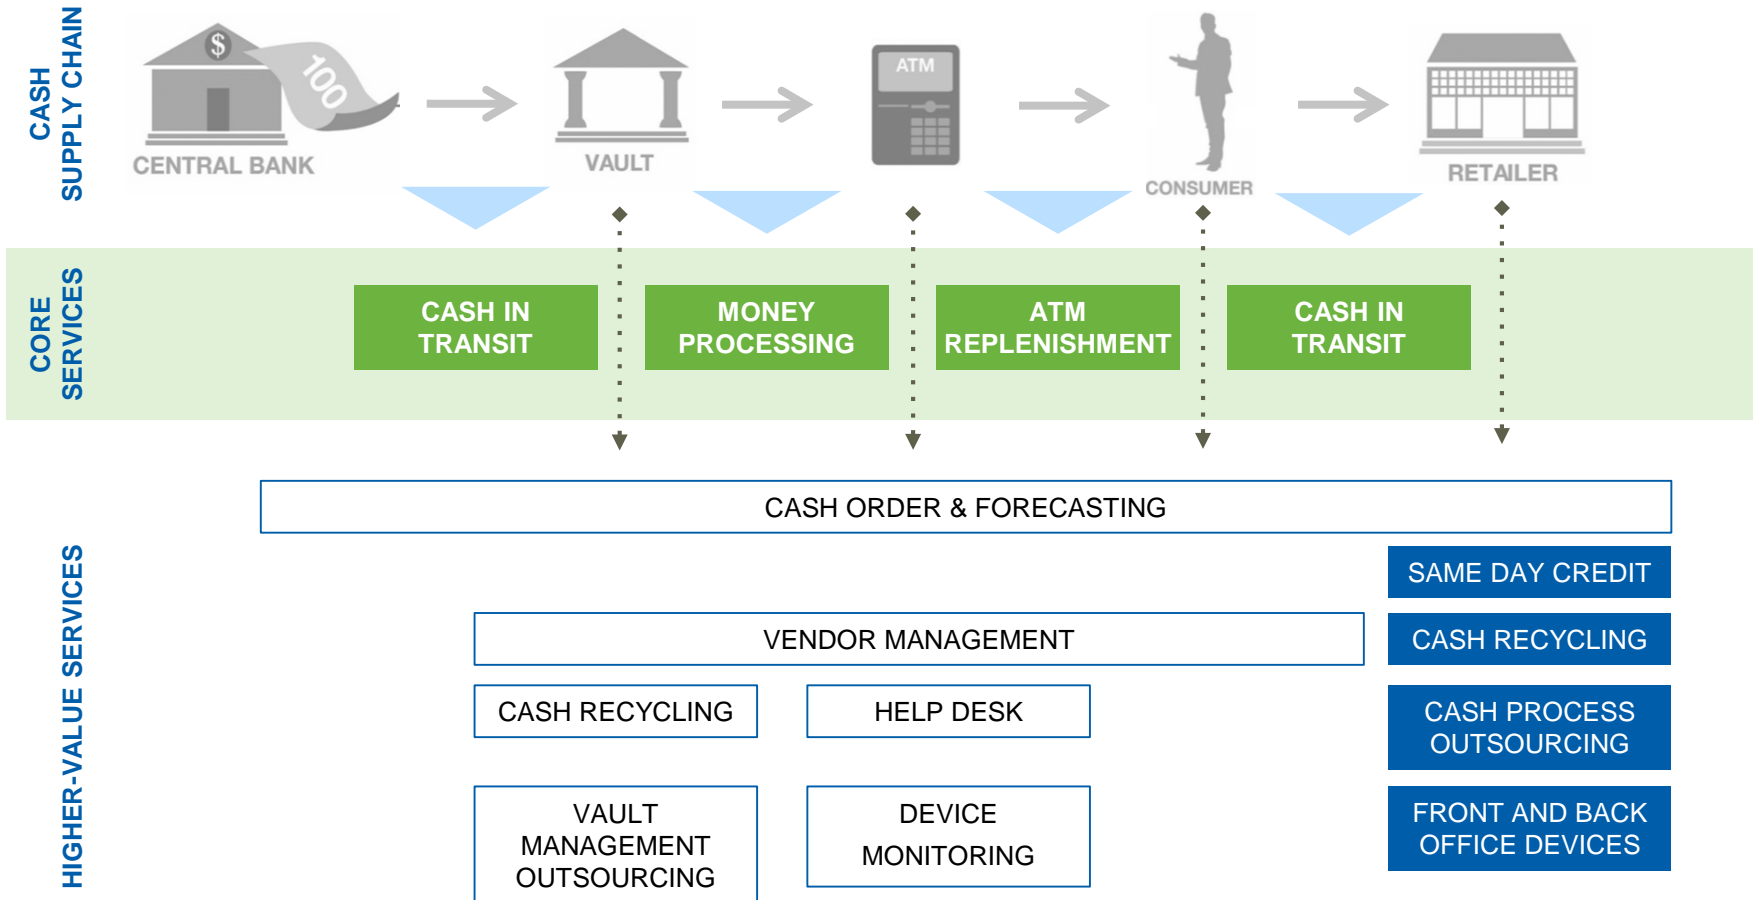 CASH
SUPPLY CHAIN
$
100
CENTRAL BANK
VAULT
ATM
CONSUMER
RETAILER
CORE
SERVICES
CASH IN
TRANSIT
MONEY
PROCESSING
ATM
REPLENISHMENT
CASH IN
TRANSIT
HIGHER-VALUE SERVICES
CASH ORDER & FORECASTING
SAME DAY CREDIT
VENDOR MANAGEMENT
CASH RECYCLING
CASH RECYCLING
HELP DESK
CASH PROCESS
OUTSOURCING
VAULT
MANAGEMENT
OUTSOURCING
DEVICE
MONITORING
FRONT AND BACK
OFFICE DEVICES